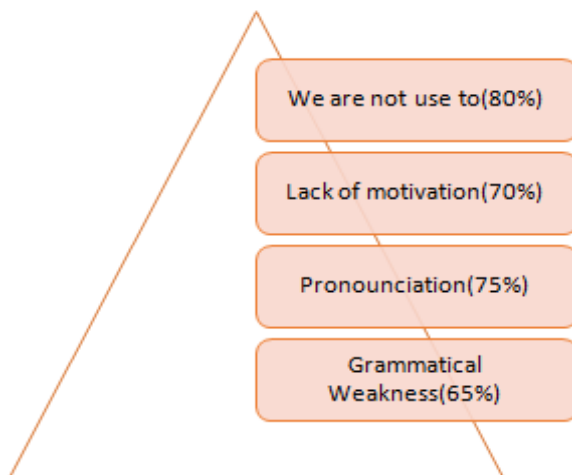 We are not use to(80%)
Lack of motivation(70%)
Pronounciation(75%)
Grammatical
Weakness(65%)